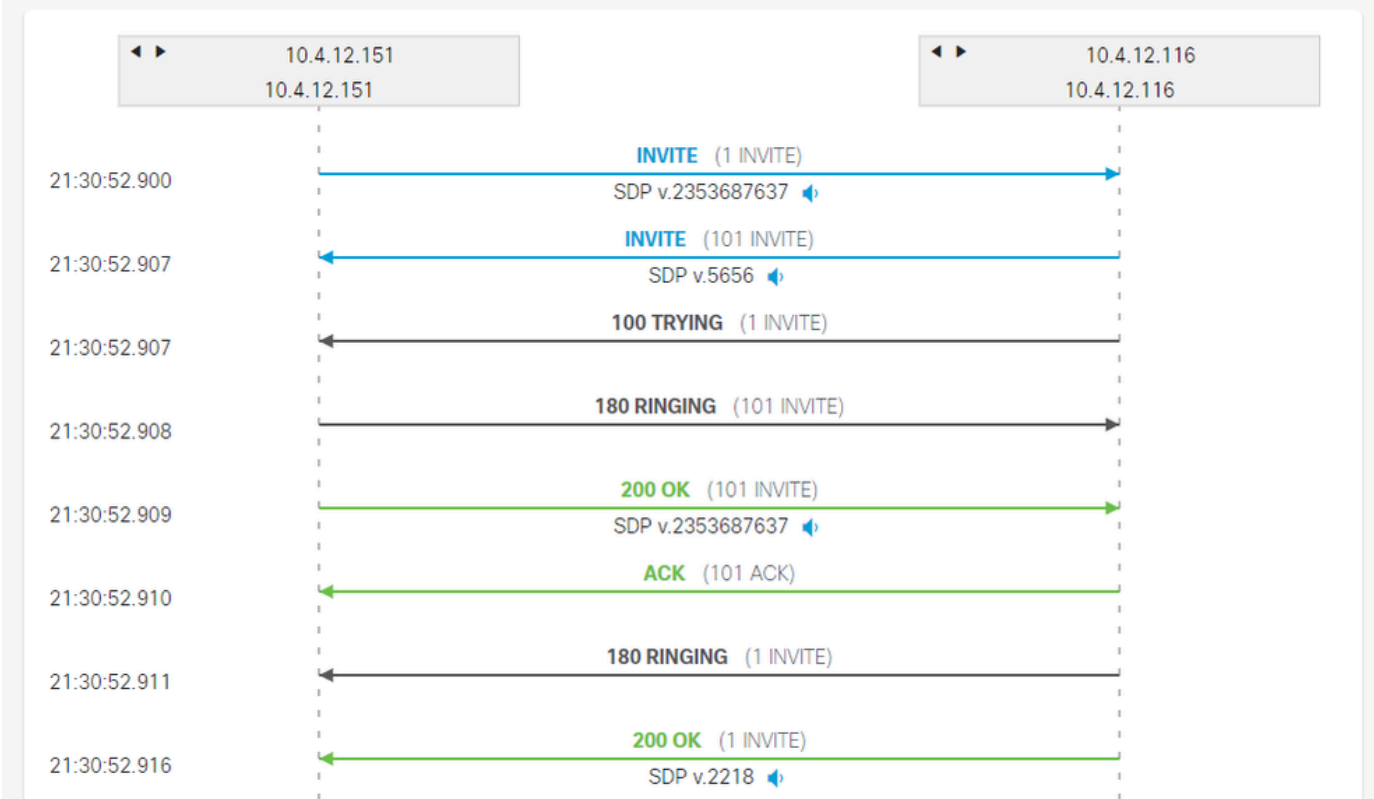 10.4.12.151 10.4.12.116
10.4.12.151 10.4.12.116
INVITE (1 INVITE)
21:30:52.900
SDP v.2353687637
INVITE (101 INVITE)
21:30:52.907
SDP v.5656
100 TRYING (1 INVITE)
21:30:52.907
180 RINGING (101 INVITE)
21:30:52.908
200 OK (101 INVITE)
21:30:52.909
SDP v.2353687637
ACK (101 ACK)
21:30:52.910
180 RINGING (1 INVITE)
21:30:52.911
200 OK (1 INVITE)
21:30:52.916
SDP v.2218